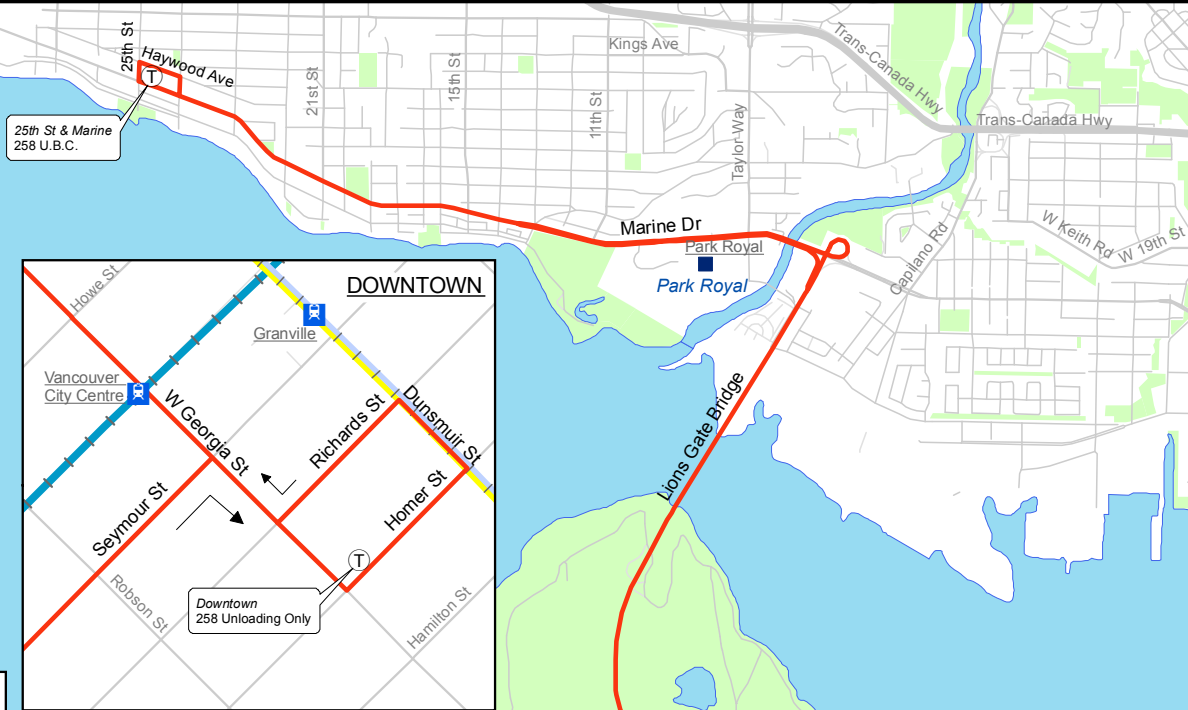 25th St
Haywood Ave
T
25th St & Marine
258 U.B.C.
21st St
15th St
11th St
Kings Ave
Taylor Way
Trans-Canada Hwy
Trans-Canada Hwy
W Keith Rd
W 19th St
Capilano Rd
Marine Dr
Park Royal
Park Royal
Lions Gate Bridge
DOWNTOWN
Howe St
Granville
Vancouver
City Centre
W Georgia St
Richards St
Dunsmuir St
Homer St
Seymour St
Robson St
Hamilton St
T
Downtown
258 Unloading Only